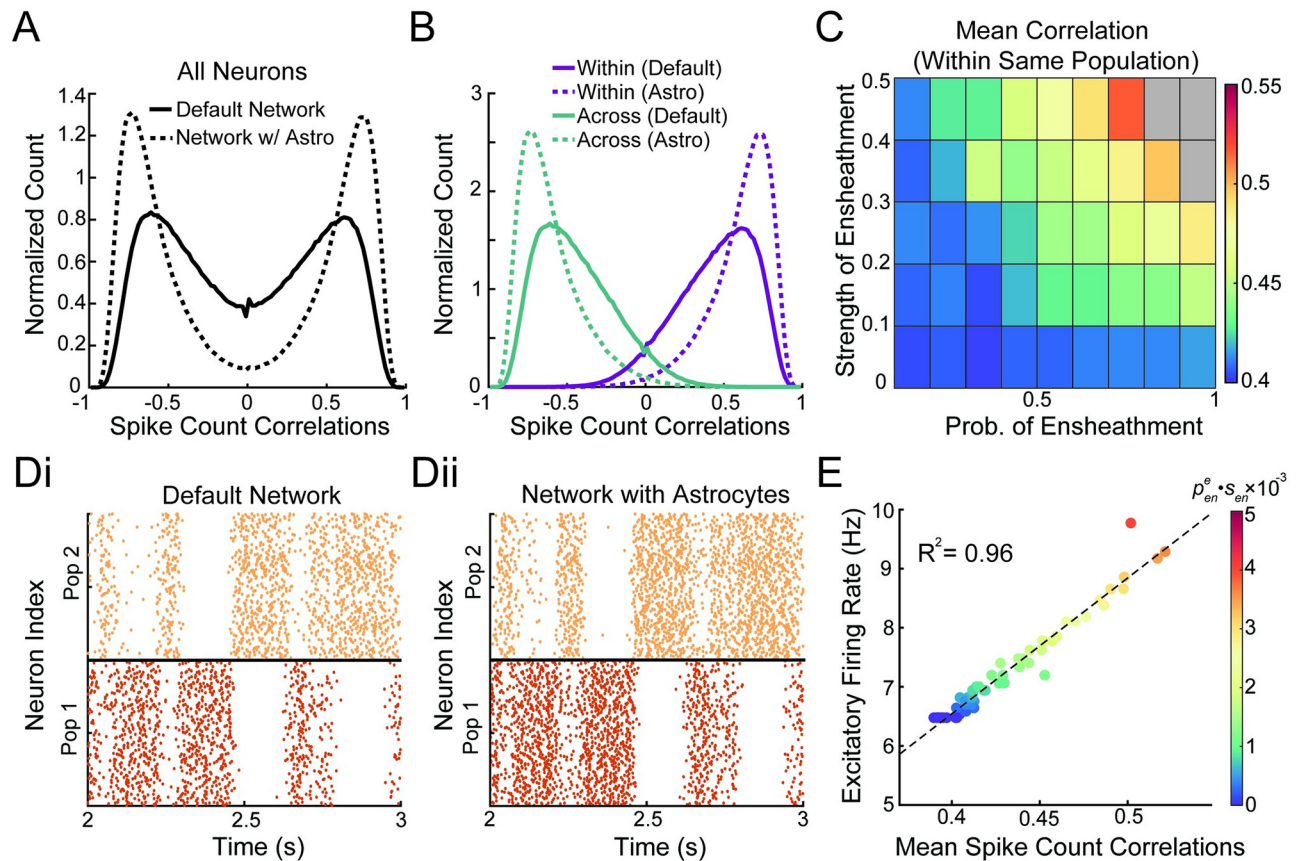 A
All Neurons
Default Network
Network w/ Astro
Normalized Count
1.4
1.2
1.0
0.8
0.6
0.4
0.2
0
-1
-0.5
0
0.5
1
Spike Count Correlations
B
Within (Default)
Within (Astro)
Across (Default)
Across (Astro)
Normalized Count
3
2
1
0
-1
-0.5
0
0.5
1
Spike Count Correlations
C
Mean Correlation
(Within Same Population)
Strength of Ensheathment
0.5
0.4
0.3
0.2
0.1
0
0.5
1
Prob. of Ensheathment
0.55
0.5
0.45
0.4
Di
Default Network
Neuron Index
Pop 2
Pop 1
2
2.5
3
Time (s)
Dii
Network with Astrocytes
Neuron Index
Pop 2
Pop 1
2
2.5
3
Time (s)
E
R²= 0.96
Excitatory Firing Rate (Hz)
10
9
8
7
6
5
0.4
0.45
0.5
Mean Spike Count Correlations
pᵉₑₙ•sₑₙ×10⁻³
5
4
3
2
1
0